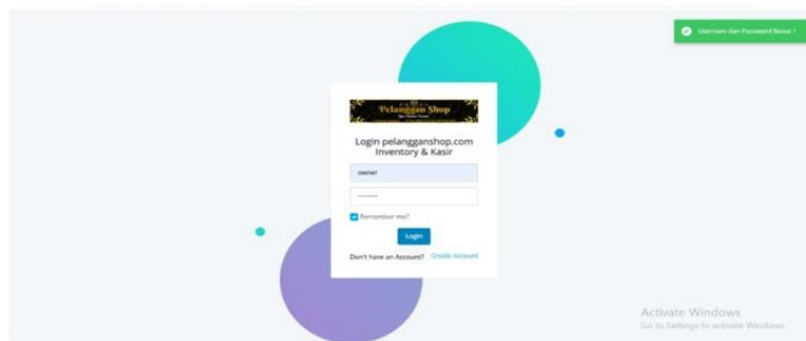 Username dan Password Benar !
Pelanggan Shop
Login pelangganshop.com
Inventory & Kasir
owner
Remember me?
Login
Don't have an Account? Create Account
Activate Windows
Go to Settings to activate Windows.